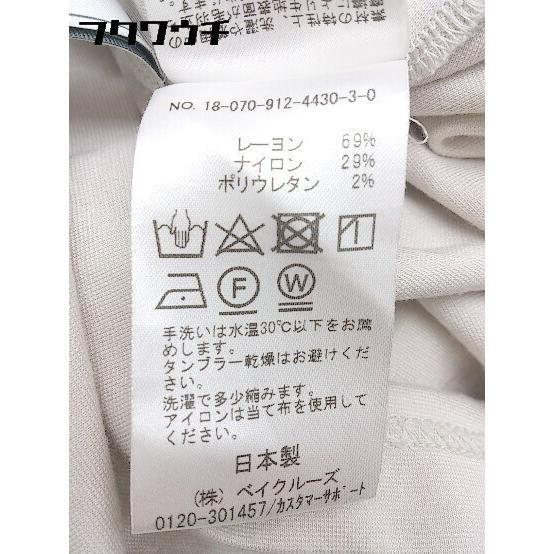 フクワウチ
NO. 18-070-912-4430-3-0
レーヨン 69%
ナイロン 29%
ポリウレタン 2%
F W
手洗いは水温30℃以下をお薦
めします。
タンブラー乾燥はお避けくだ
さい。
洗濯で多少縮みます。
アイロンは当て布を使用して
ください。
日本製
(株) ベイクルーズ
0120-301457/カスタマーサポート